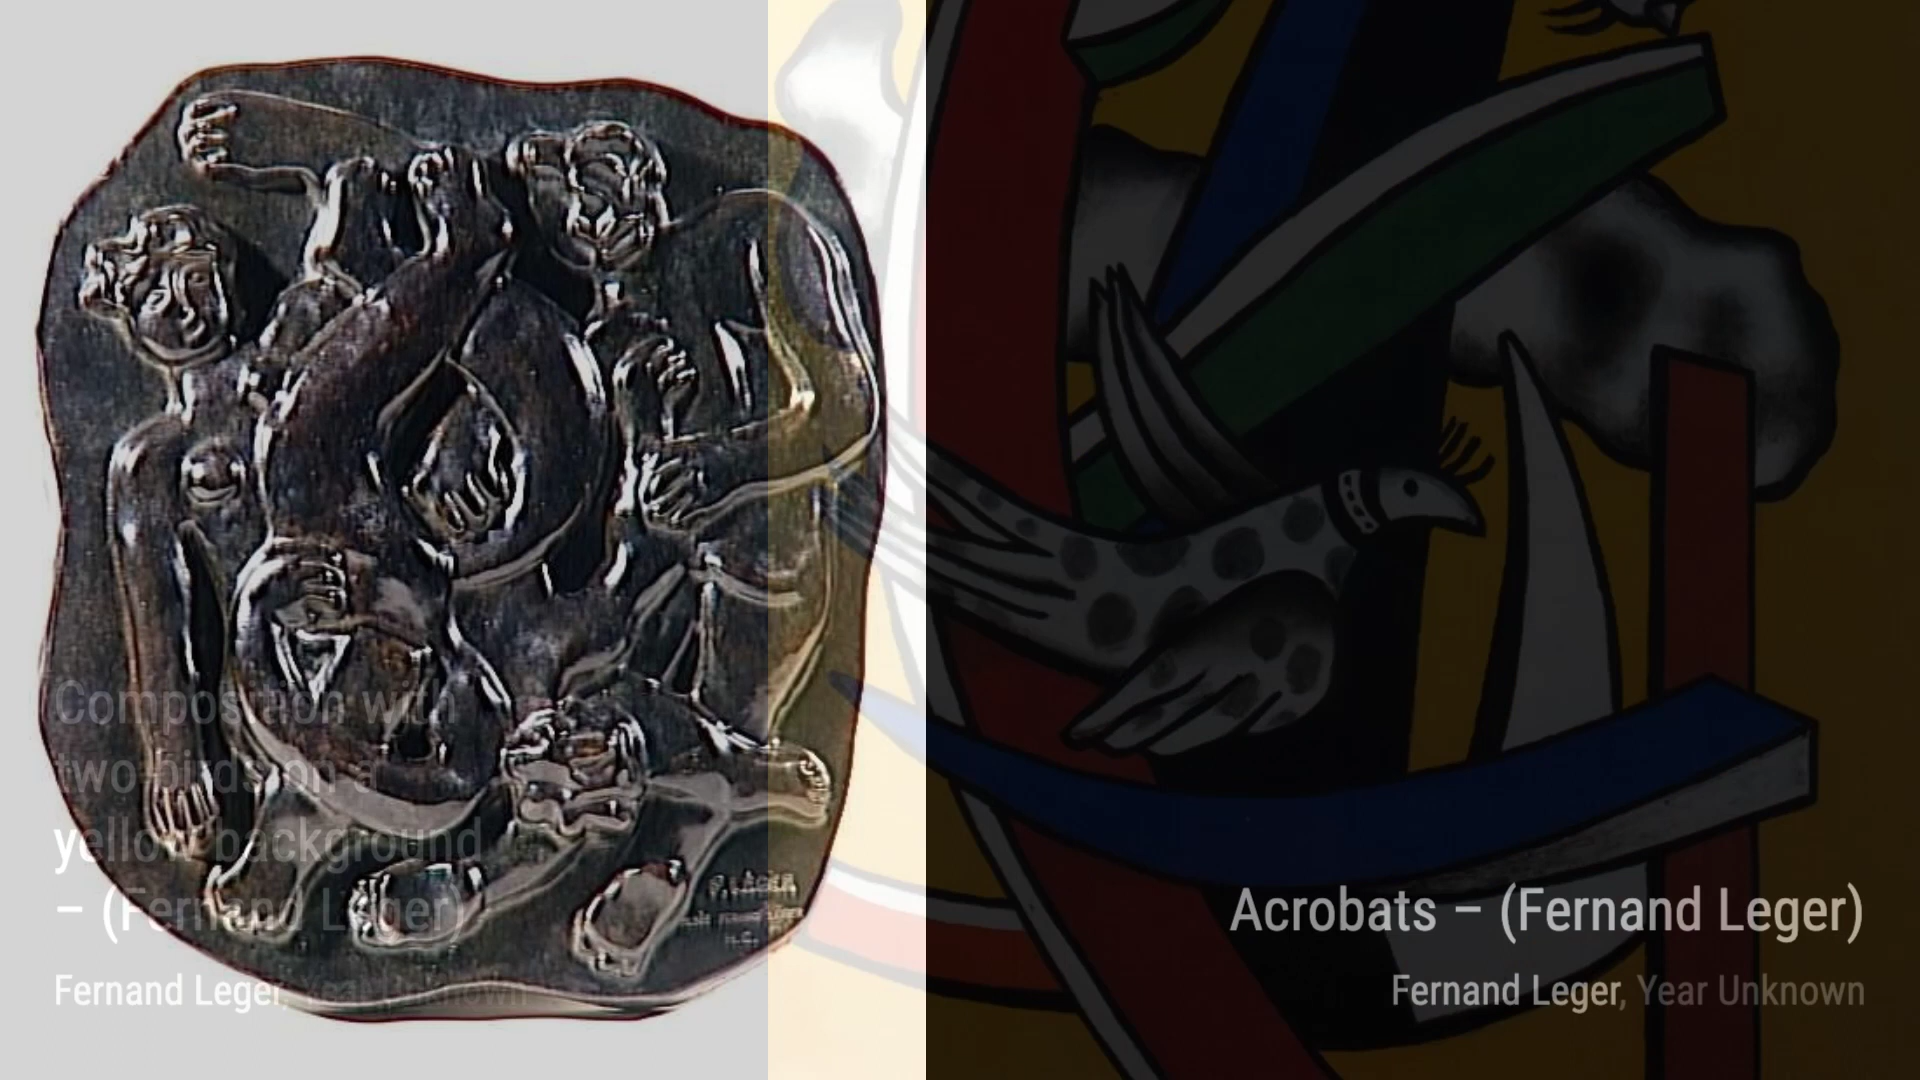 Composition with
two birds on a
yellow background
– (Fernand Leger)
Fernand Leger, Year Unknown
F. LÉGER
H.C.
Acrobats – (Fernand Leger)
Fernand Leger, Year Unknown